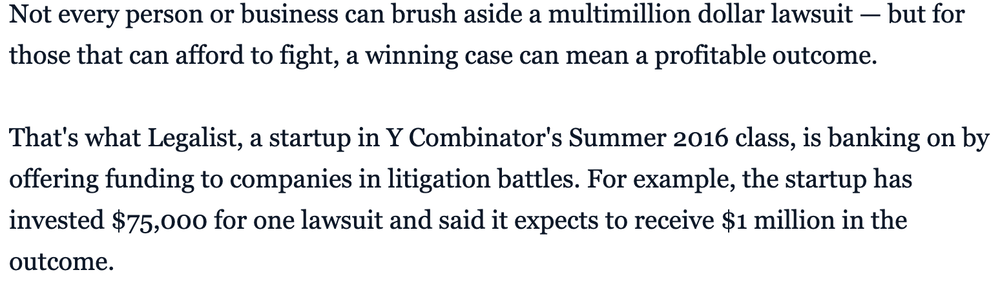 Not every person or business can brush aside a multimillion dollar lawsuit — but for
those that can afford to fight, a winning case can mean a profitable outcome.
That's what Legalist, a startup in Y Combinator's Summer 2016 class, is banking on by
offering funding to companies in litigation battles. For example, the startup has
invested $75,000 for one lawsuit and said it expects to receive $1 million in the
outcome.